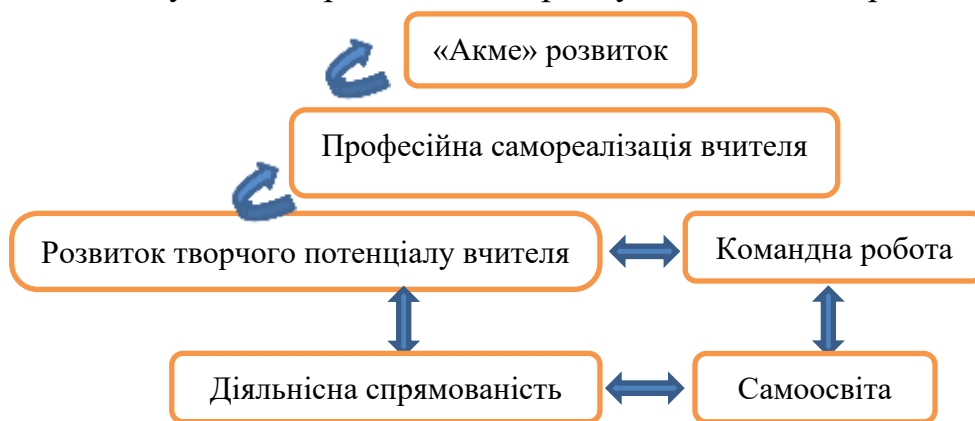 «Акме» розвиток
Професійна самореалізація вчителя
Розвиток творчого потенціалу вчителя
Командна робота
Діяльнісна спрямованість
Самоосвіта